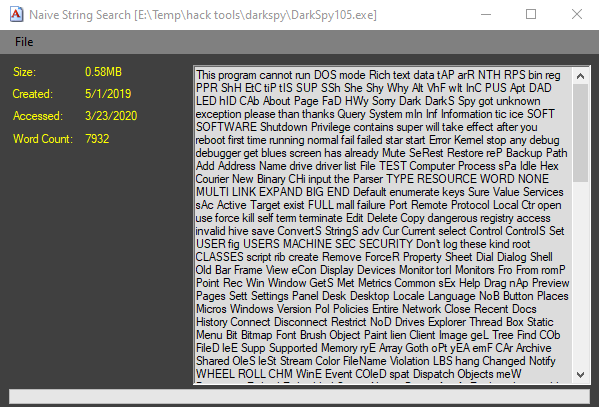 Naive String Search [E:\Temp\hack tools\darkspy\DarkSpy105.exe]
File
Size: 0.58MB
Created: 5/1/2019
Accessed: 3/23/2020
Word Count: 7932
This program cannot run DOS mode Rich text data tAP arR NTH RPS bin reg
PPR ShH EtC tiP tIS SUP SSh She Shy Why Alt VhF wIt InC PUS Apt DAD
LED hID CAb About Page FaD HWy Sorry Dark DarkS Spy got unknown
exception please than thanks Query System mIn Inf Information tic ice SOFT
SOFTWARE Shutdown Privilege contains super will take effect after you
reboot first time running normal fail failed star start Error Kernel stop any debug
debugger get blues screen has already Mute SeRest Restore reP Backup Path
Add Address Name drive driver list File TEST Computer Process sPa Idle Hex
Courier New Binary CHi input the Parser TYPE RESOURCE WORD NONE
MULTI LINK EXPAND BIG END Default enumerate keys Sure Value Services
sAc Active Target exist FULL mall failure Port Remote Protocol Local Ctr open
use force kill self term terminate Edit Delete Copy dangerous registry access
invalid hive save ConvertS StringS adv Cur Current select Control ControlS Set
USER fig USERS MACHINE SEC SECURITY Don't log these kind root
CLASSES script rib create Remove ForceR Property Sheet Dial Dialog Shell
Old Bar Frame View eCon Display Devices Monitor torI Monitors Fro From romP
Point Rec Win Window GetS Met Metrics Common sEx Help Drag nAp Preview
Pages Sett Settings Panel Desk Desktop Locale Language NoB Button Places
Micros Windows Version Pol Policies Entire Network Close Recent Docs
History Connect Disconnect Restrict NoD Drives Explorer Thread Box Static
Menu Bit Bitmap Font Brush Object Paint lien Client Image geL Tree Find COb
FileD leE Supp Supported Memory ryE Array Goth oPt yEA emF CAr Archive
Shared OleS leSt Stream Color FileName Violation LBS hang Changed Notify
WHEEL ROLL CHM WinE Event COleD spat Dispatch Objects meW